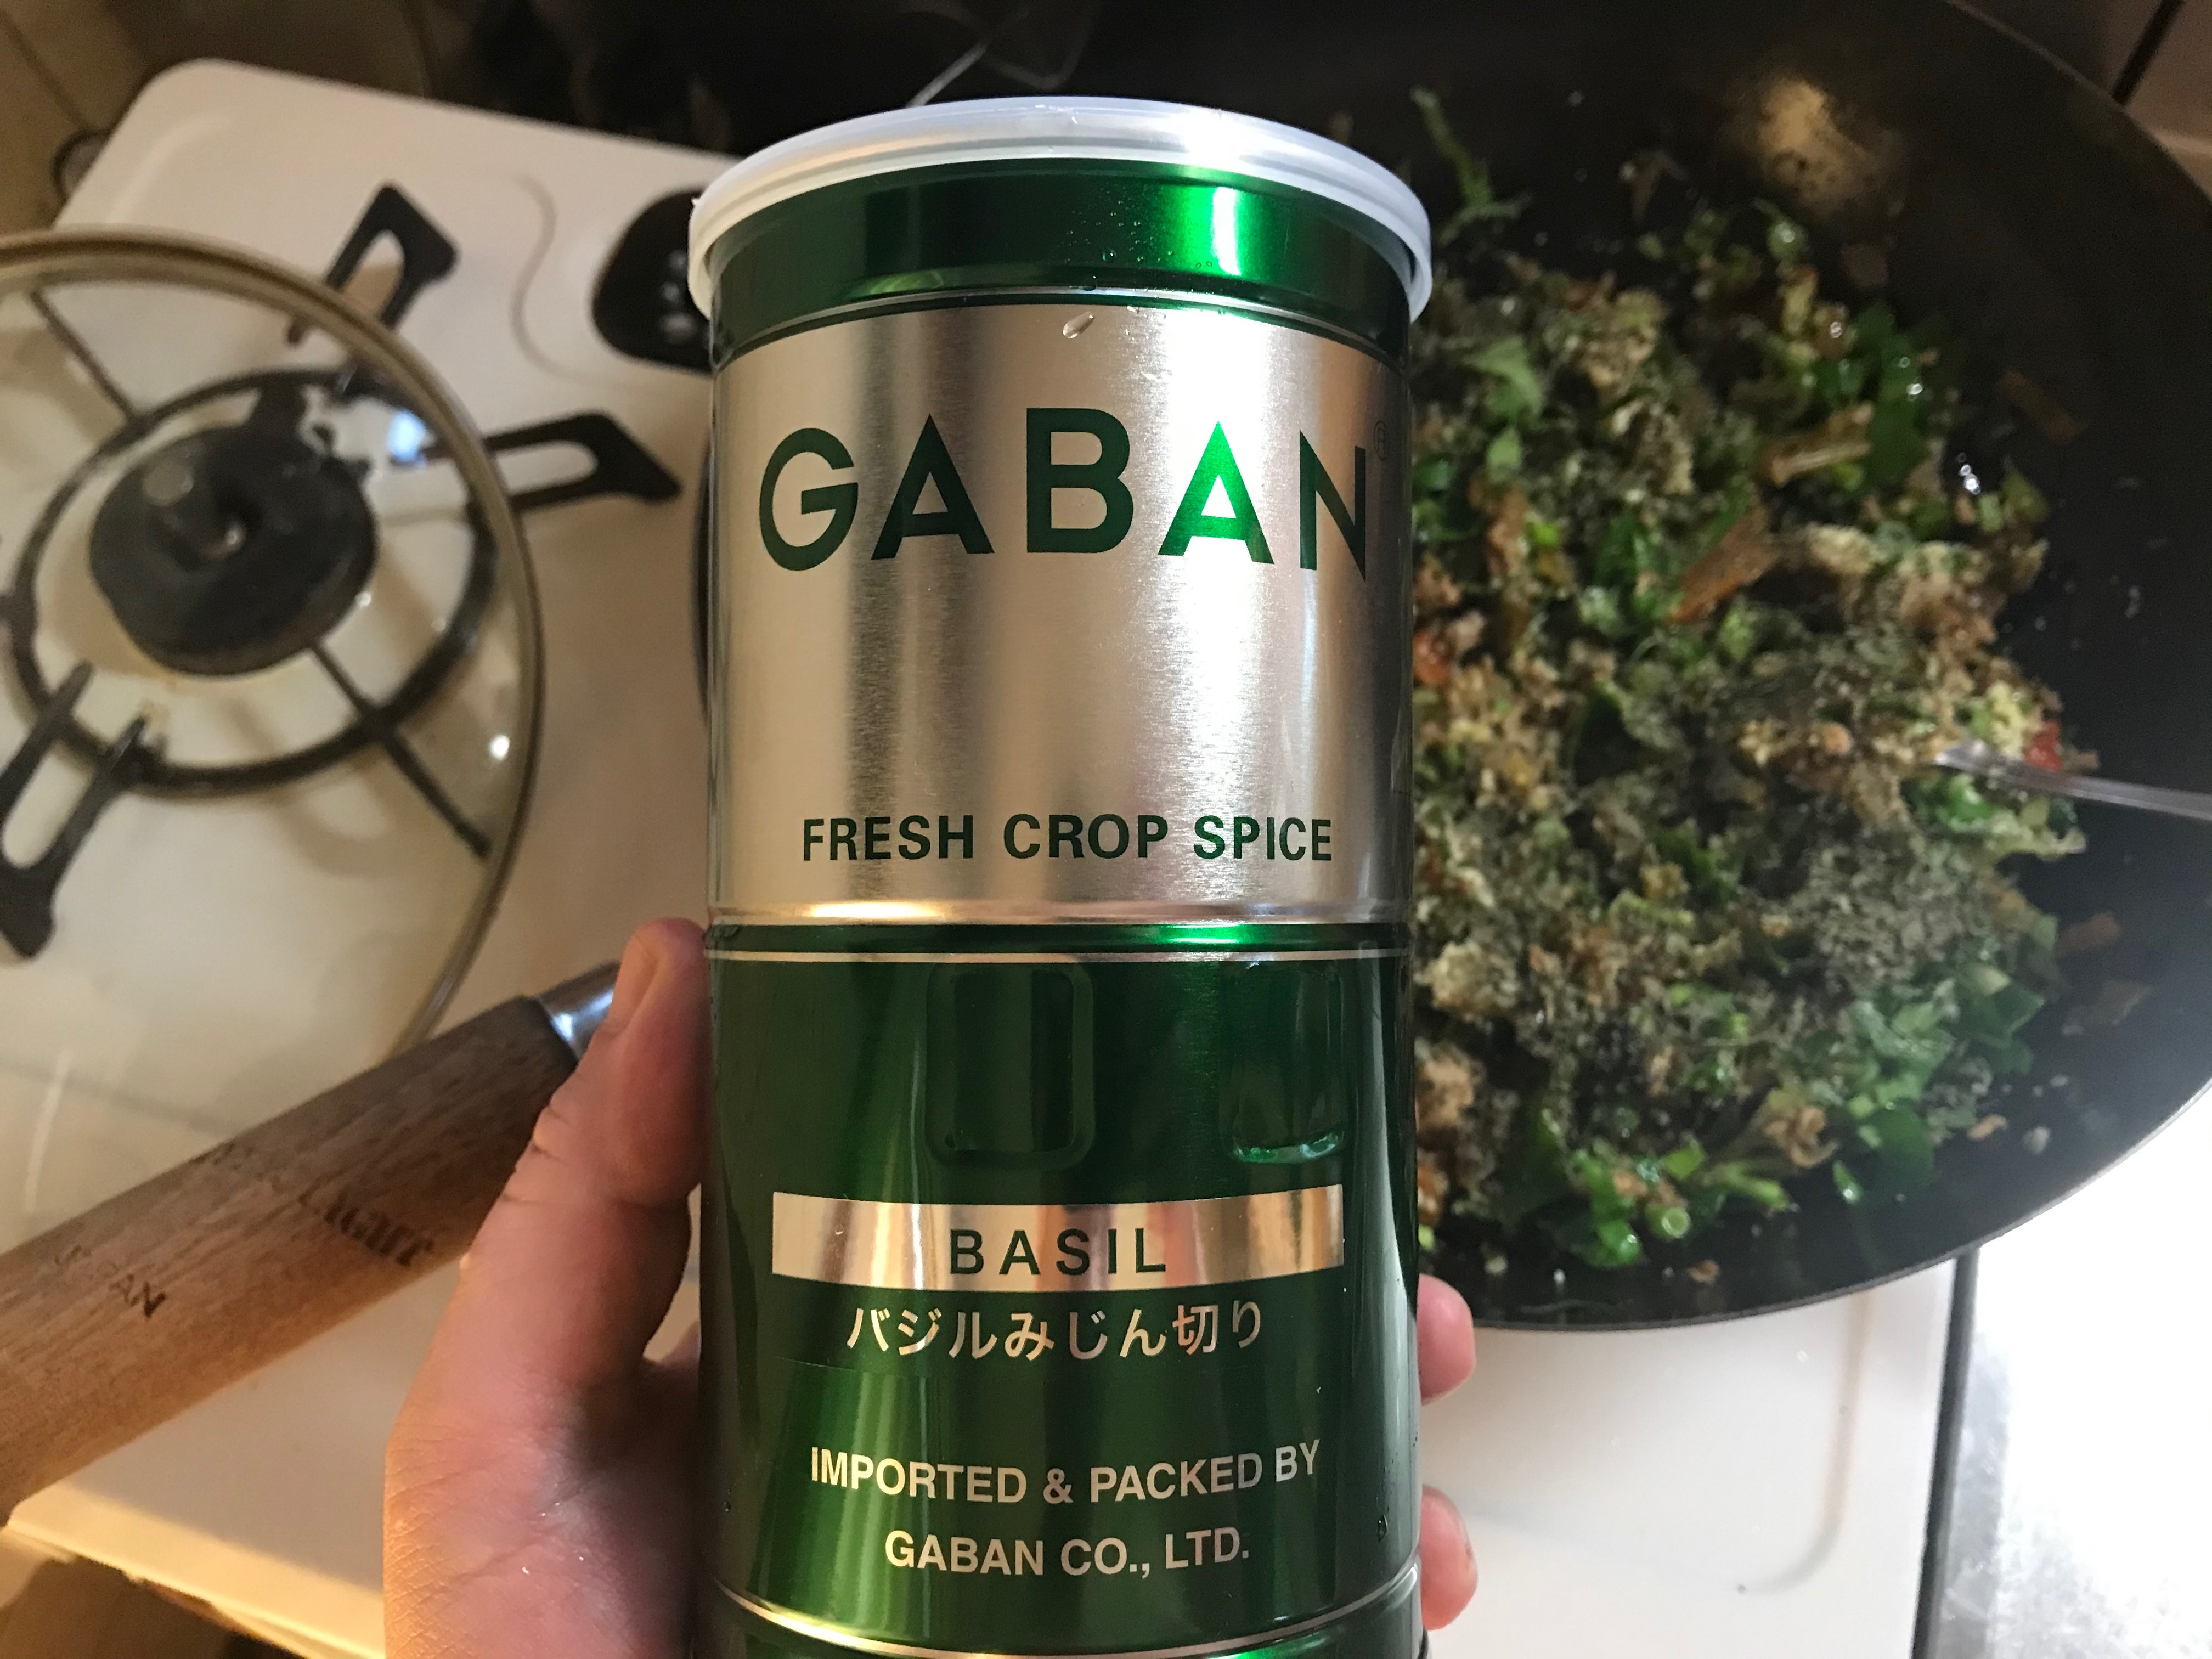 GABAN®
FRESH CROP SPICE
BASIL
バジルみじん切り
IMPORTED & PACKED BY
GABAN CO., LTD.